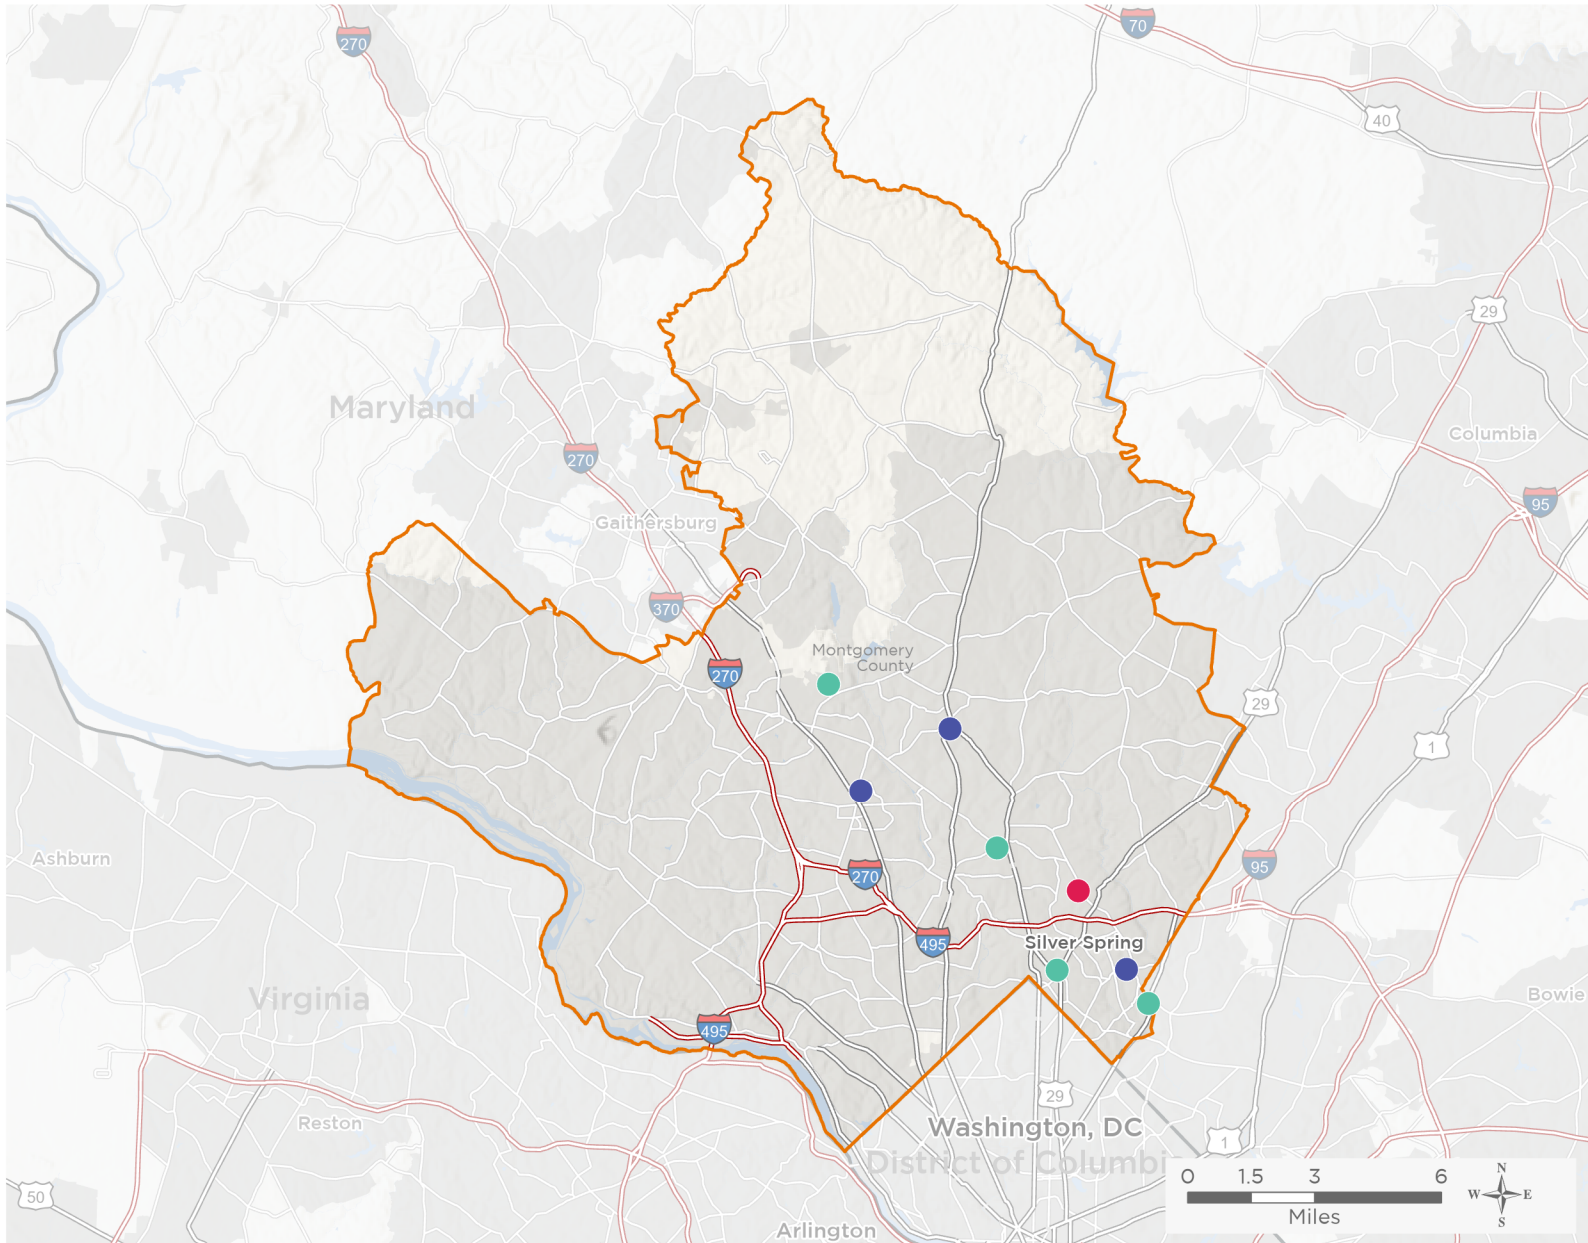 270
70
40
29
Maryland
Columbia
270
95
Gaithersburg
370
Montgomery
County
270
29
1
Ashburn
270
95
495
Silver Spring
Virginia
Bowie
495
29
Reston
Washington, DC
1
District of Columbi
50
0 1.5 3 6
Miles
N
W E
S
Arlington